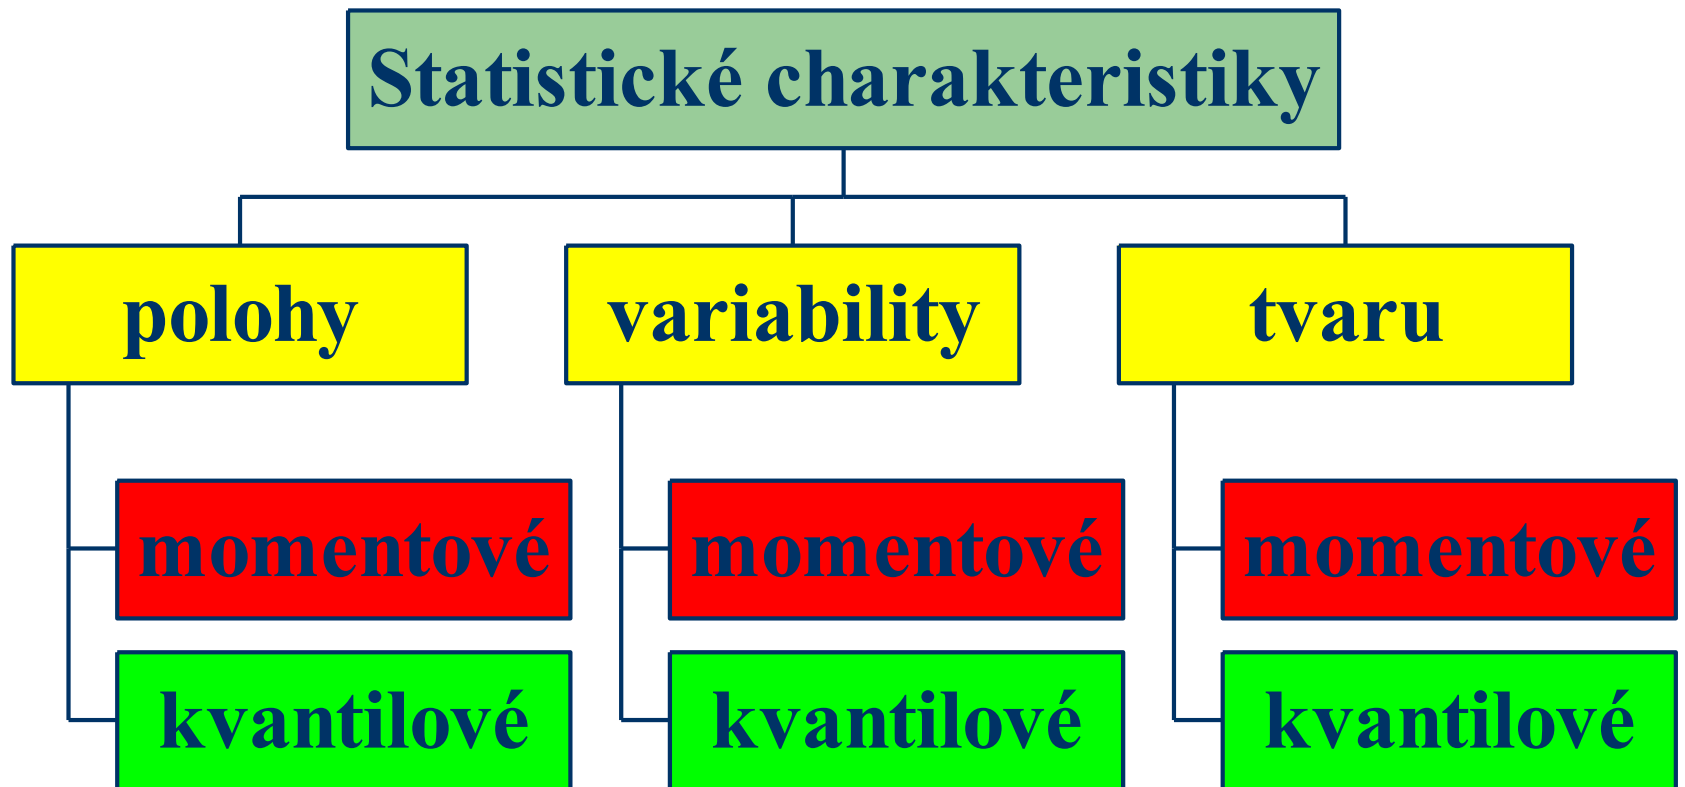 Statistické charakteristiky
polohy
variability
tvaru
momentové
momentové
momentové
kvantilové
kvantilové
kvantilové